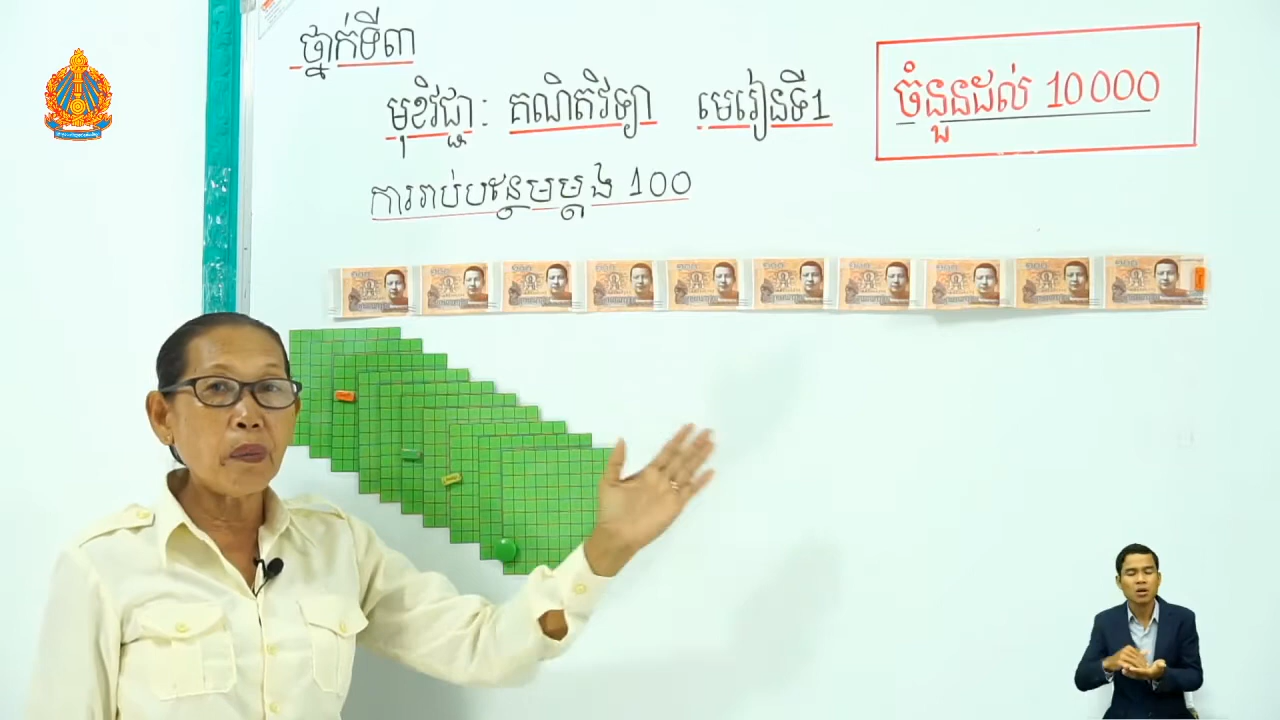 ថ្នាក់ទី៣
មុខវិជ្ជា : គណិតវិទ្យា មេរៀនទី1
ចំនួនដល់ 10000
ការរាប់បន្ថែមម្តង 100